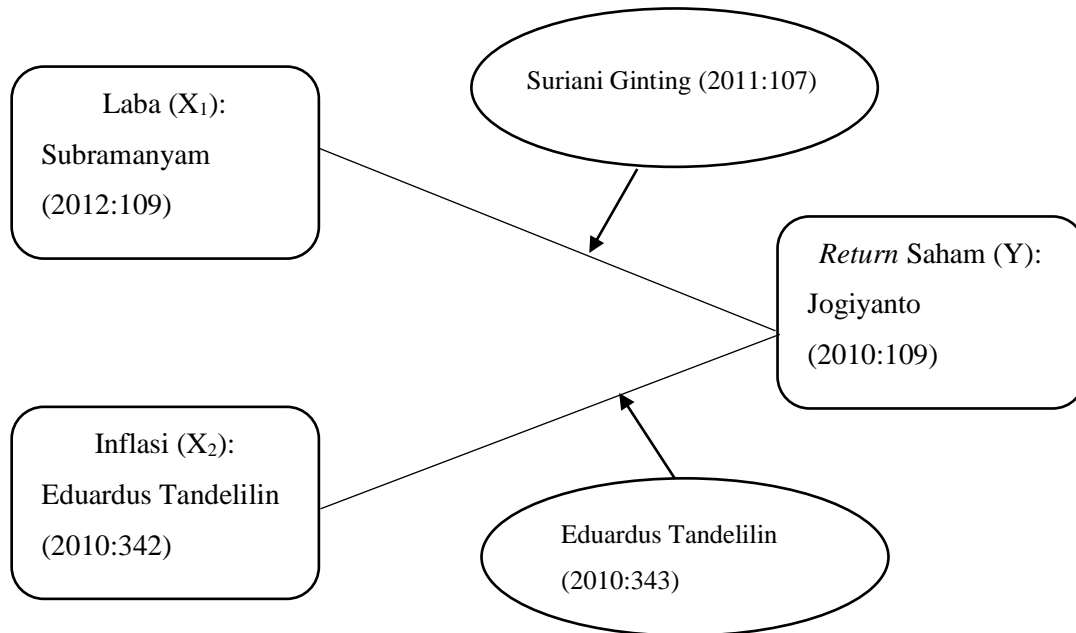 Laba (X₁):
Subramanyam
(2012:109)
Suriani Ginting (2011:107)
Return Saham (Y):
Jogiyanto
(2010:109)
Inflasi (X₂):
Eduardus Tandelilin
(2010:342)
Eduardus Tandelilin
(2010:343)